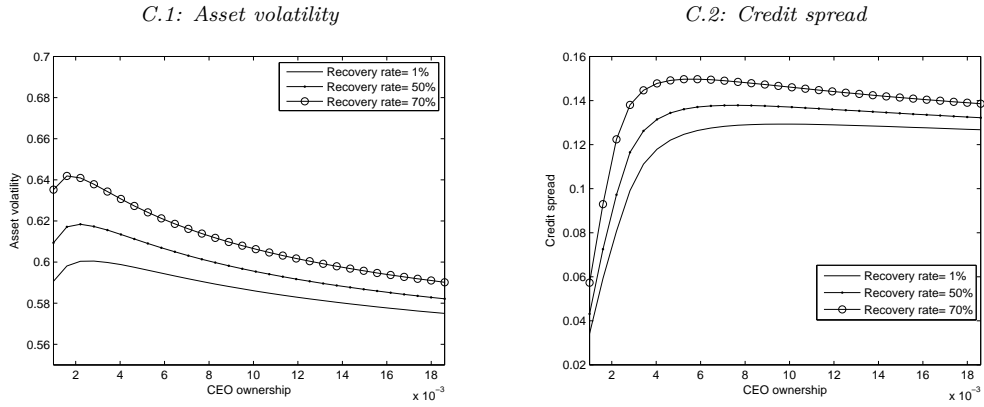 C.1: Asset volatility
0.7
0.68
0.66
0.64
0.62
0.6
0.58
0.56
Asset volatility
Recovery rate= 1%
Recovery rate= 50%
Recovery rate= 70%
2 4 6 8 10 12 14 16 18
CEO ownership
x 10⁻³
C.2: Credit spread
0.16
0.14
0.12
0.1
0.08
0.06
0.04
0.02
Credit spread
Recovery rate= 1%
Recovery rate= 50%
Recovery rate= 70%
2 4 6 8 10 12 14 16 18
CEO ownership
x 10⁻³